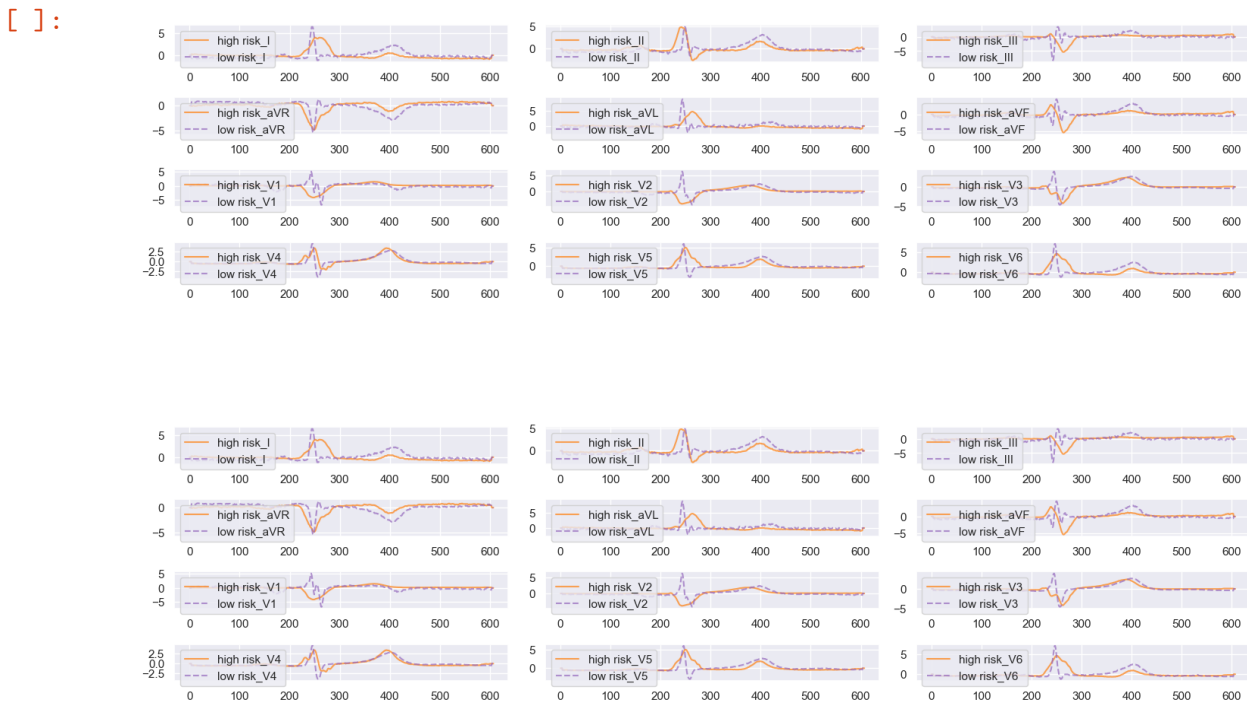 [ ]:
5
0
high risk_I
low risk_I
0 100 200 300 400 500 600
5
0
high risk_II
low risk_II
0 100 200 300 400 500 600
0
−5
high risk_III
low risk_III
0 100 200 300 400 500 600
0
−5
high risk_aVR
low risk_aVR
0 100 200 300 400 500 600
5
0
high risk_aVL
low risk_aVL
0 100 200 300 400 500 600
0
−5
high risk_aVF
low risk_aVF
0 100 200 300 400 500 600
5
0
−5
high risk_V1
low risk_V1
0 100 200 300 400 500 600
5
0
high risk_V2
low risk_V2
0 100 200 300 400 500 600
0
−5
high risk_V3
low risk_V3
0 100 200 300 400 500 600
2.5
0.0
−2.5
high risk_V4
low risk_V4
0 100 200 300 400 500 600
5
0
high risk_V5
low risk_V5
0 100 200 300 400 500 600
5
0
high risk_V6
low risk_V6
0 100 200 300 400 500 600
5
0
high risk_I
low risk_I
0 100 200 300 400 500 600
5
0
high risk_II
low risk_II
0 100 200 300 400 500 600
0
−5
high risk_III
low risk_III
0 100 200 300 400 500 600
0
−5
high risk_aVR
low risk_aVR
0 100 200 300 400 500 600
5
0
high risk_aVL
low risk_aVL
0 100 200 300 400 500 600
0
−5
high risk_aVF
low risk_aVF
0 100 200 300 400 500 600
5
0
−5
high risk_V1
low risk_V1
0 100 200 300 400 500 600
5
0
high risk_V2
low risk_V2
0 100 200 300 400 500 600
0
−5
high risk_V3
low risk_V3
0 100 200 300 400 500 600
2.5
0.0
−2.5
high risk_V4
low risk_V4
0 100 200 300 400 500 600
5
0
high risk_V5
low risk_V5
0 100 200 300 400 500 600
5
0
high risk_V6
low risk_V6
0 100 200 300 400 500 600